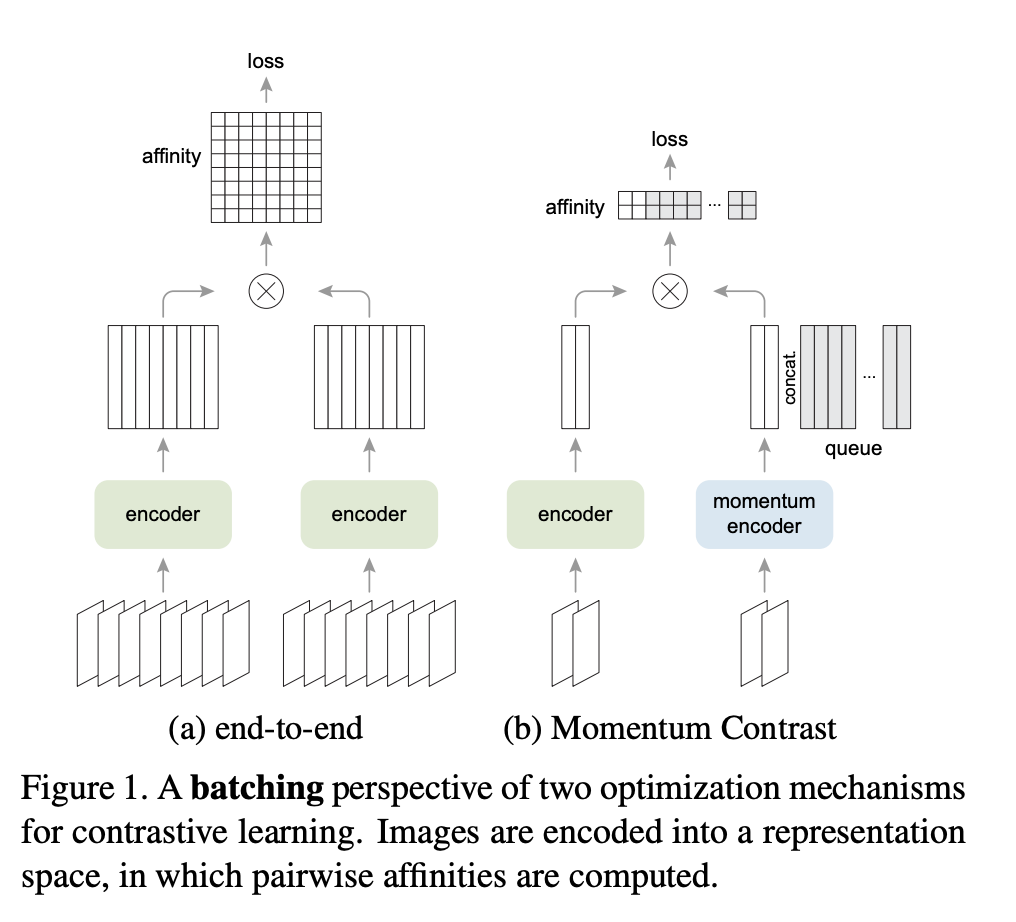 loss
affinity
encoder
encoder
(a) end-to-end
loss
affinity
...
concat.
...
queue
encoder
momentum
encoder
(b) Momentum Contrast
Figure 1. A batching perspective of two optimization mechanisms
for contrastive learning. Images are encoded into a representation
space, in which pairwise affinities are computed.